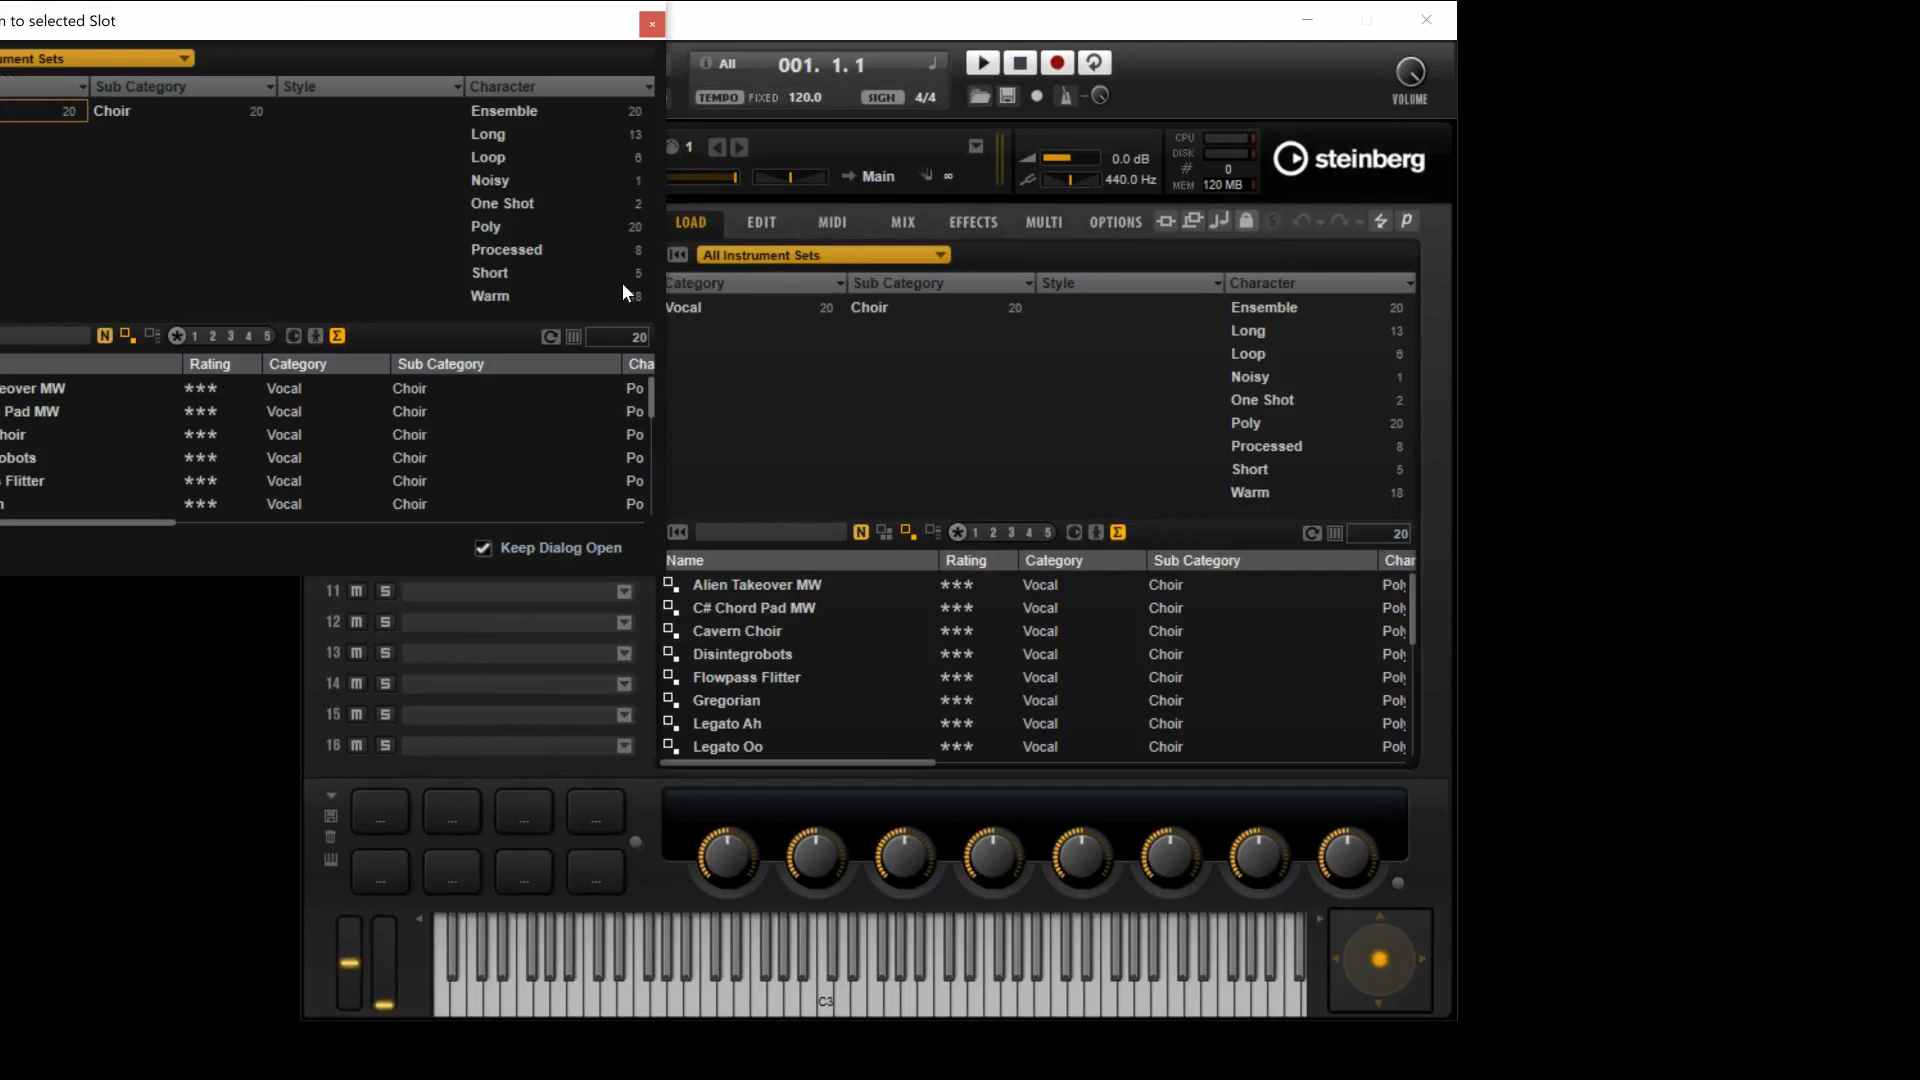 n to selected Slot
ument Sets
Sub Category Style Character
20 Choir 20 Ensemble 20
Long 13
Loop 6
Noisy 1
One Shot 2
Poly 20
Processed 8
Short 5
Warm 8
N 1 2 3 4 5 Σ 20
Rating Category Sub Category Cha
eover MW *** Vocal Choir Po
Pad MW *** Vocal Choir Po
hoir *** Vocal Choir Po
obots *** Vocal Choir Po
Flitter *** Vocal Choir Po
*** Vocal Choir Po
Keep Dialog Open
All 001. 1. 1
TEMPO FIXED 120.0 SIGN 4/4
VOLUME
1
Main ∞
0.0 dB
440.0 Hz
CPU
DISK
# 0
MEM 120 MB
steinberg
LOAD EDIT MIDI MIX EFFECTS MULTI OPTIONS S p
All Instrument Sets
Category Sub Category Style Character
Vocal 20 Choir 20 Ensemble 20
Long 13
Loop 6
Noisy 1
One Shot 2
Poly 20
Processed 8
Short 5
Warm 18
N 1 2 3 4 5 Σ 20
Name Rating Category Sub Category Char
Alien Takeover MW *** Vocal Choir Poly
C# Chord Pad MW *** Vocal Choir Poly
Cavern Choir *** Vocal Choir Poly
Disintegrobots *** Vocal Choir Poly
Flowpass Flitter *** Vocal Choir Poly
Gregorian *** Vocal Choir Poly
Legato Ah *** Vocal Choir Poly
Legato Oo *** Vocal Choir Poly
11 m S
12 m S
13 m S
14 m S
15 m S
16 m S
... ... ... ...
... ... ... ...
C3